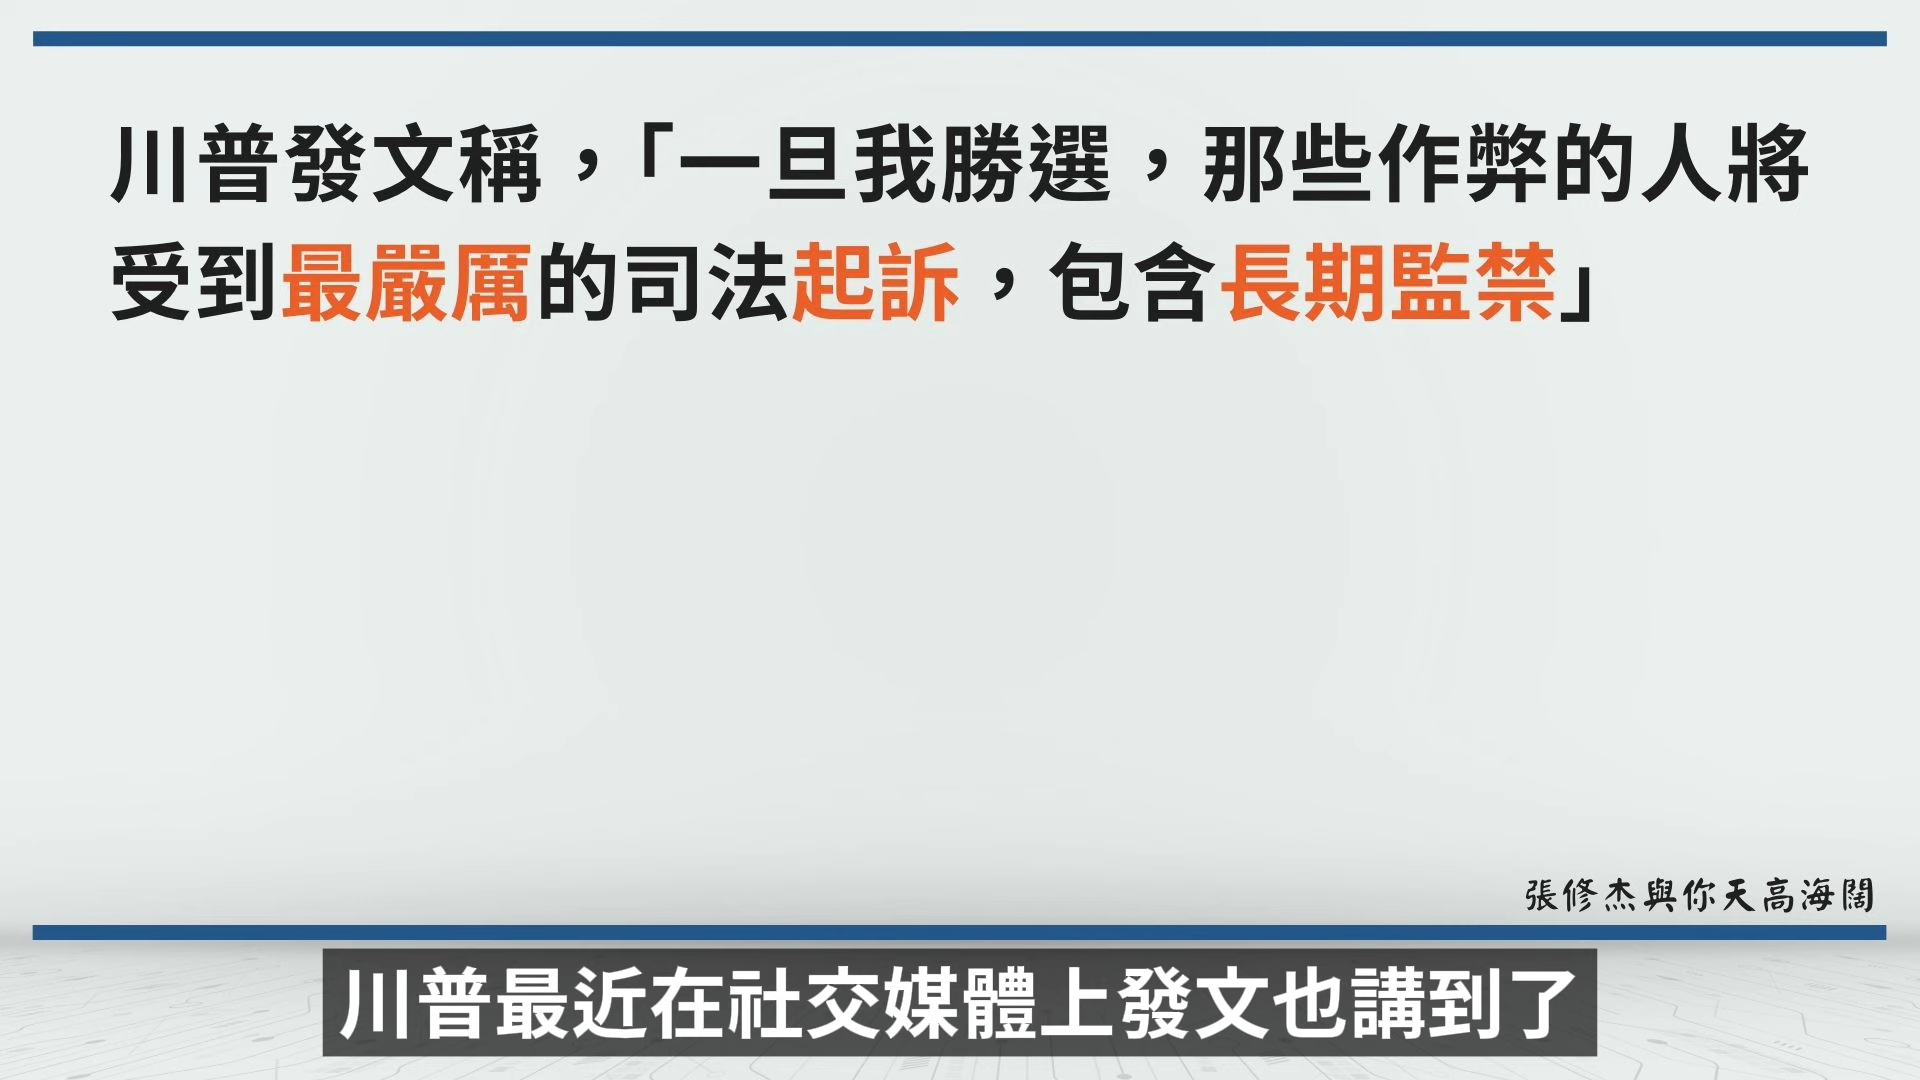 川普發文稱，「一旦我勝選，那些作弊的人將
受到最嚴厲的司法起訴，包含長期監禁」
張修杰與你天高海闊
川普最近在社交媒體上發文也講到了